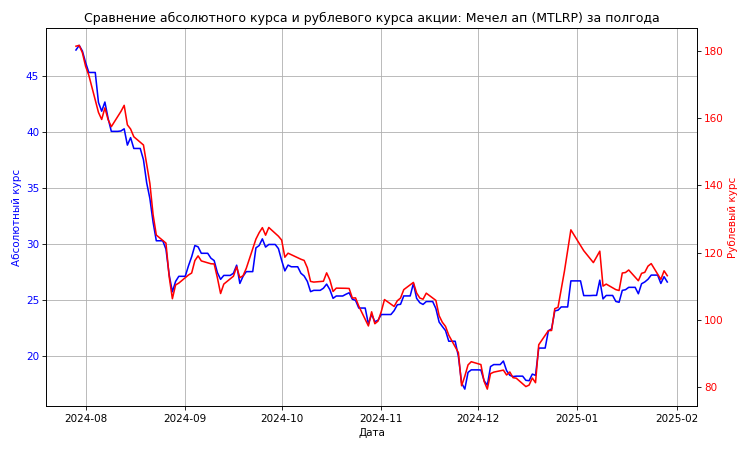 Сравнение абсолютного курса и рублевого курса акции: Мечел ап (MTLRP) за полгода
Абсолютный курс
45
40
35
30
25
20
180
160
140
120
100
80
Рублевый курс
2024-08 2024-09 2024-10 2024-11 2024-12 2025-01 2025-02
Дата